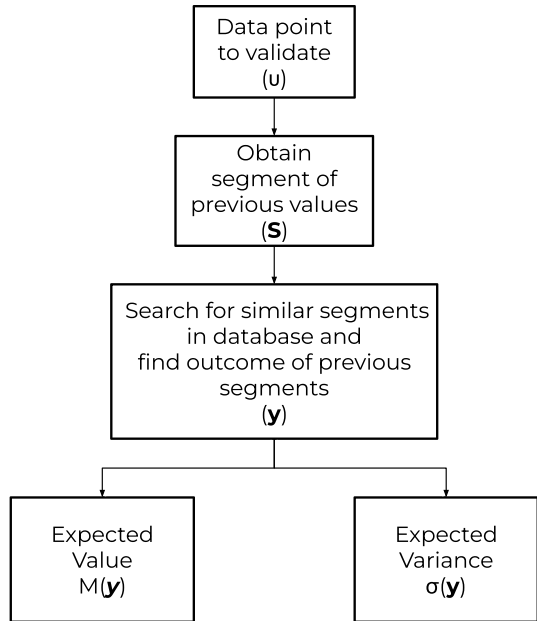 Data point
to validate
(υ)
Obtain
segment of
previous values
(S)
Search for similar segments
in database and
find outcome of previous
segments
(y)
Expected
Value
M(y)
Expected
Variance
σ(y)